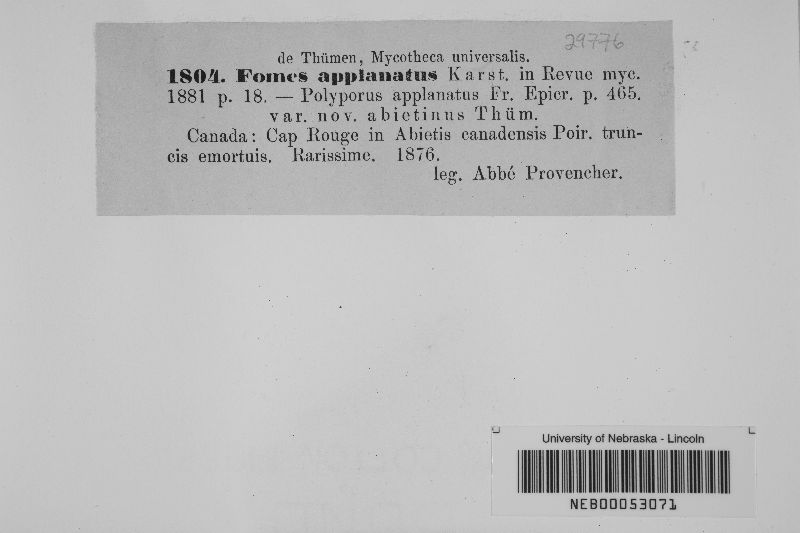 29776
de Thümen, Mycotheca universalis.
1804. Fomes applanatus Karst. in Revue myc.
1881 p. 18. — Polyporus applanatus Fr. Epicr. p. 465.
var. nov. abietinus Thüm.
Canada: Cap Rouge in Abietis canadensis Poir. trun-
cis emortuis. Rarissime. 1876.
leg. Abbé Provencher.
University of Nebraska - Lincoln
NEB00053071